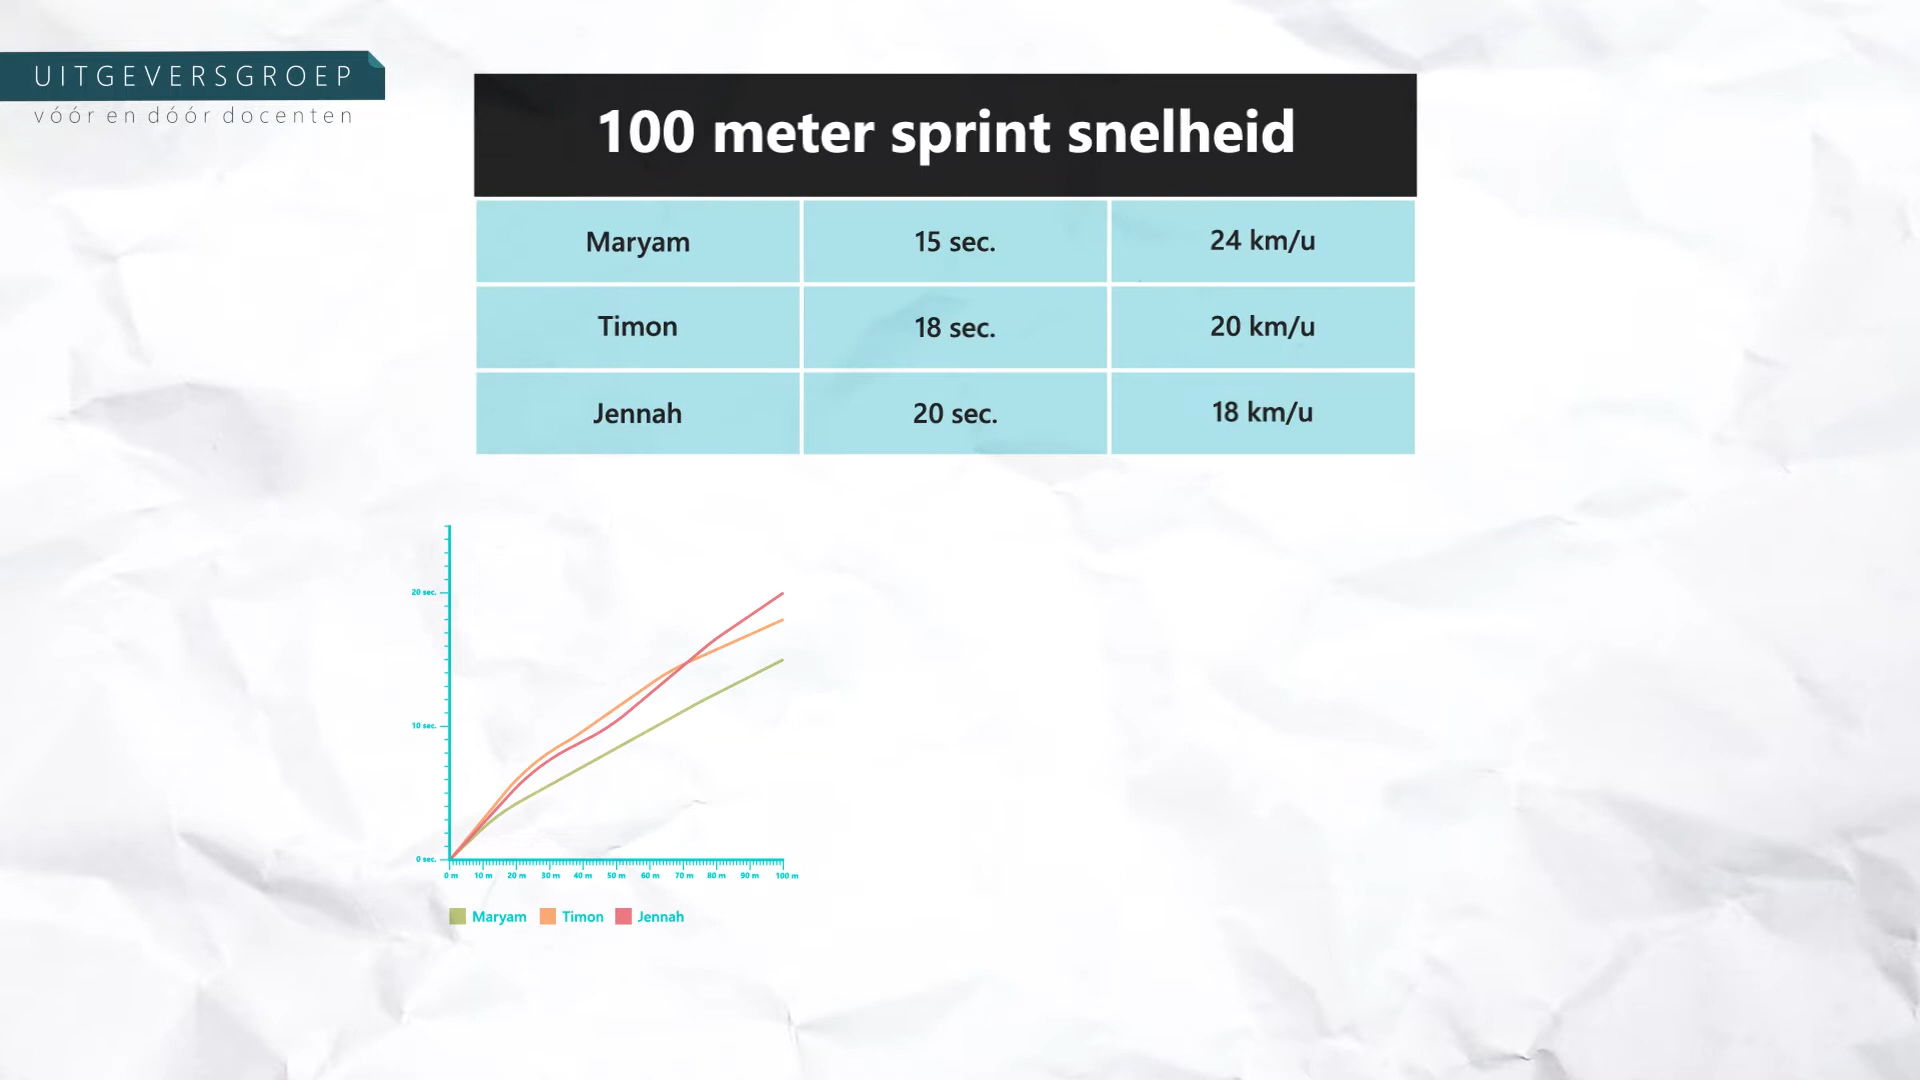 UITGEVERSGROEP
vóór en dóór docenten
100 meter sprint snelheid
Maryam 15 sec. 24 km/u
Timon 18 sec. 20 km/u
Jennah 20 sec. 18 km/u
20 sec.
10 sec.
0 sec.
0 m 10 m 20 m 30 m 40 m 50 m 60 m 70 m 80 m 90 m 100 m
Maryam Timon Jennah